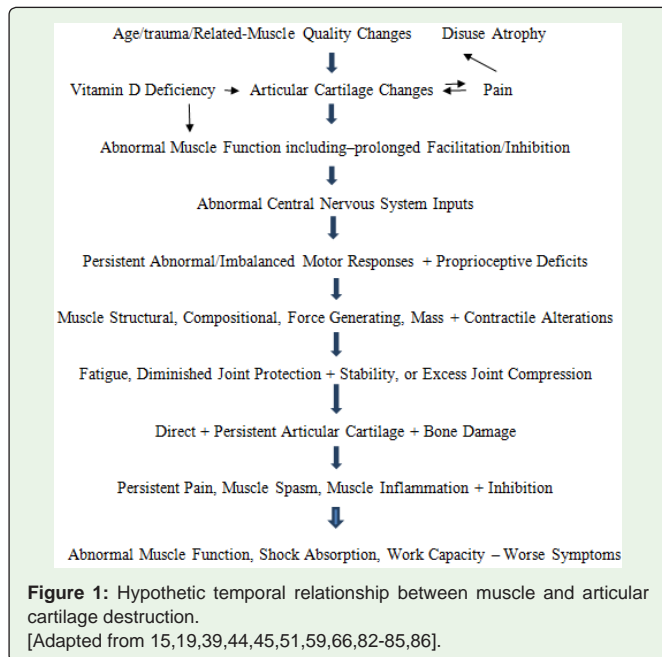 Age/trauma/Related-Muscle Quality Changes Disuse Atrophy
Vitamin D Deficiency Articular Cartilage Changes Pain
Abnormal Muscle Function including–prolonged Facilitation/Inhibition
Abnormal Central Nervous System Inputs
Persistent Abnormal/Imbalanced Motor Responses + Proprioceptive Deficits
Muscle Structural, Compositional, Force Generating, Mass + Contractile Alterations
Fatigue, Diminished Joint Protection + Stability, or Excess Joint Compression
Direct + Persistent Articular Cartilage + Bone Damage
Persistent Pain, Muscle Spasm, Muscle Inflammation + Inhibition
Abnormal Muscle Function, Shock Absorption, Work Capacity – Worse Symptoms
Figure 1: Hypothetic temporal relationship between muscle and articular
cartilage destruction.
[Adapted from 15,19,39,44,45,51,59,66,82-85,86].